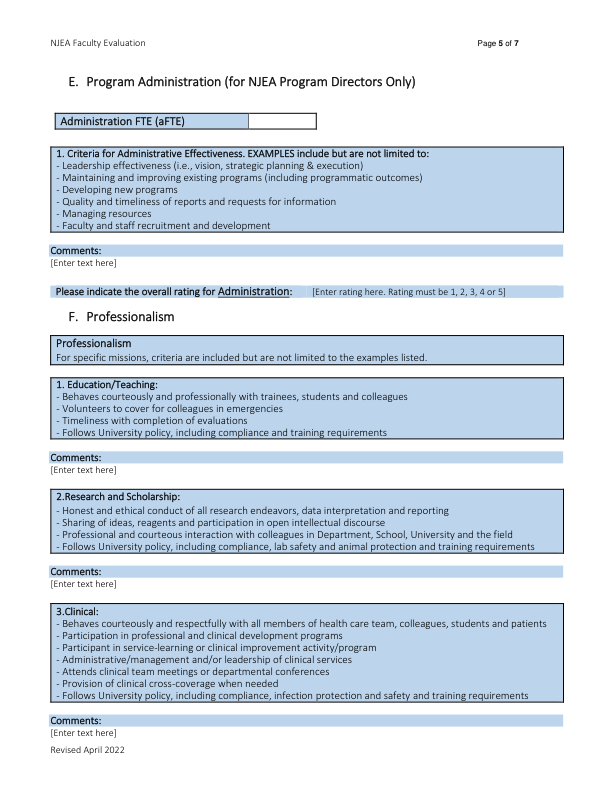 NJEA Faculty Evaluation
Page 5 of 7
E. Program Administration (for NJEA Program Directors Only)
Administration FTE (aFTE)
1. Criteria for Administrative Effectiveness. EXAMPLES include but are not limited to:
- Leadership effectiveness (i.e., vision, strategic planning & execution)
- Maintaining and improving existing programs (including programmatic outcomes)
- Developing new programs
- Quality and timeliness of reports and requests for information
- Managing resources
- Faculty and staff recruitment and development
Comments:
[Enter text here]
Please indicate the overall rating for Administration: [Enter rating here. Rating must be 1, 2, 3, 4 or 5]
F. Professionalism
Professionalism
For specific missions, criteria are included but are not limited to the examples listed.
1. Education/Teaching:
- Behaves courteously and professionally with trainees, students and colleagues
- Volunteers to cover for colleagues in emergencies
- Timeliness with completion of evaluations
- Follows University policy, including compliance and training requirements
Comments:
[Enter text here]
2.Research and Scholarship:
- Honest and ethical conduct of all research endeavors, data interpretation and reporting
- Sharing of ideas, reagents and participation in open intellectual discourse
- Professional and courteous interaction with colleagues in Department, School, University and the field
- Follows University policy, including compliance, lab safety and animal protection and training requirements
Comments:
[Enter text here]
3.Clinical:
- Behaves courteously and respectfully with all members of health care team, colleagues, students and patients
- Participation in professional and clinical development programs
- Participant in service-learning or clinical improvement activity/program
- Administrative/management and/or leadership of clinical services
- Attends clinical team meetings or departmental conferences
- Provision of clinical cross-coverage when needed
- Follows University policy, including compliance, infection protection and safety and training requirements
Comments:
[Enter text here]
Revised April 2022